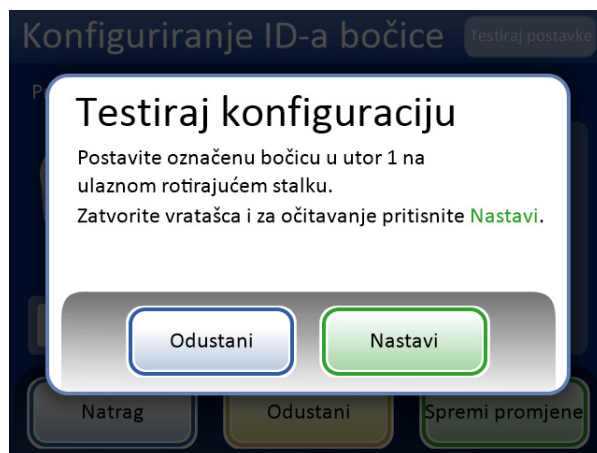 Konfiguriranje ID-a bočice
Testiraj postavke
P
Testiraj konfiguraciju
Postavite označenu bočicu u utor 1 na
ulaznom rotirajućem stalku.
Zatvorite vratašca i za očitavanje pritisnite Nastavi.
Odustani
Nastavi
Natrag
Odustani
Spremi promjene